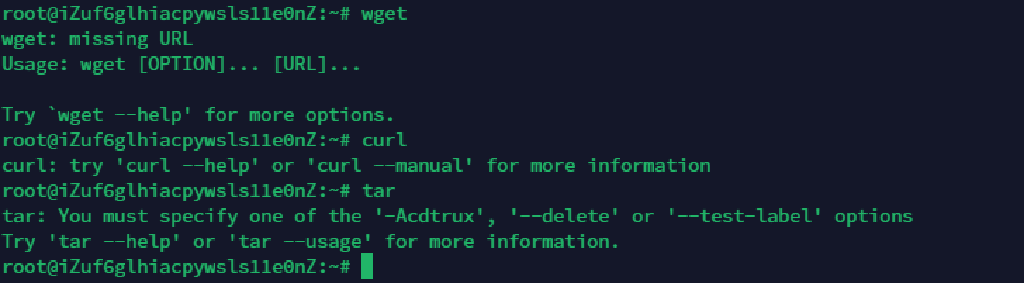 root@iZuf6glhiacpywsls11e0nZ:~# wget
wget: missing URL
Usage: wget [OPTION]... [URL]...
Try `wget --help' for more options.
root@iZuf6glhiacpywsls11e0nZ:~# curl
curl: try 'curl --help' or 'curl --manual' for more information
root@iZuf6glhiacpywsls11e0nZ:~# tar
tar: You must specify one of the '-Acdtrux', '--delete' or '--test-label' options
Try 'tar --help' or 'tar --usage' for more information.
root@iZuf6glhiacpywsls11e0nZ:~#